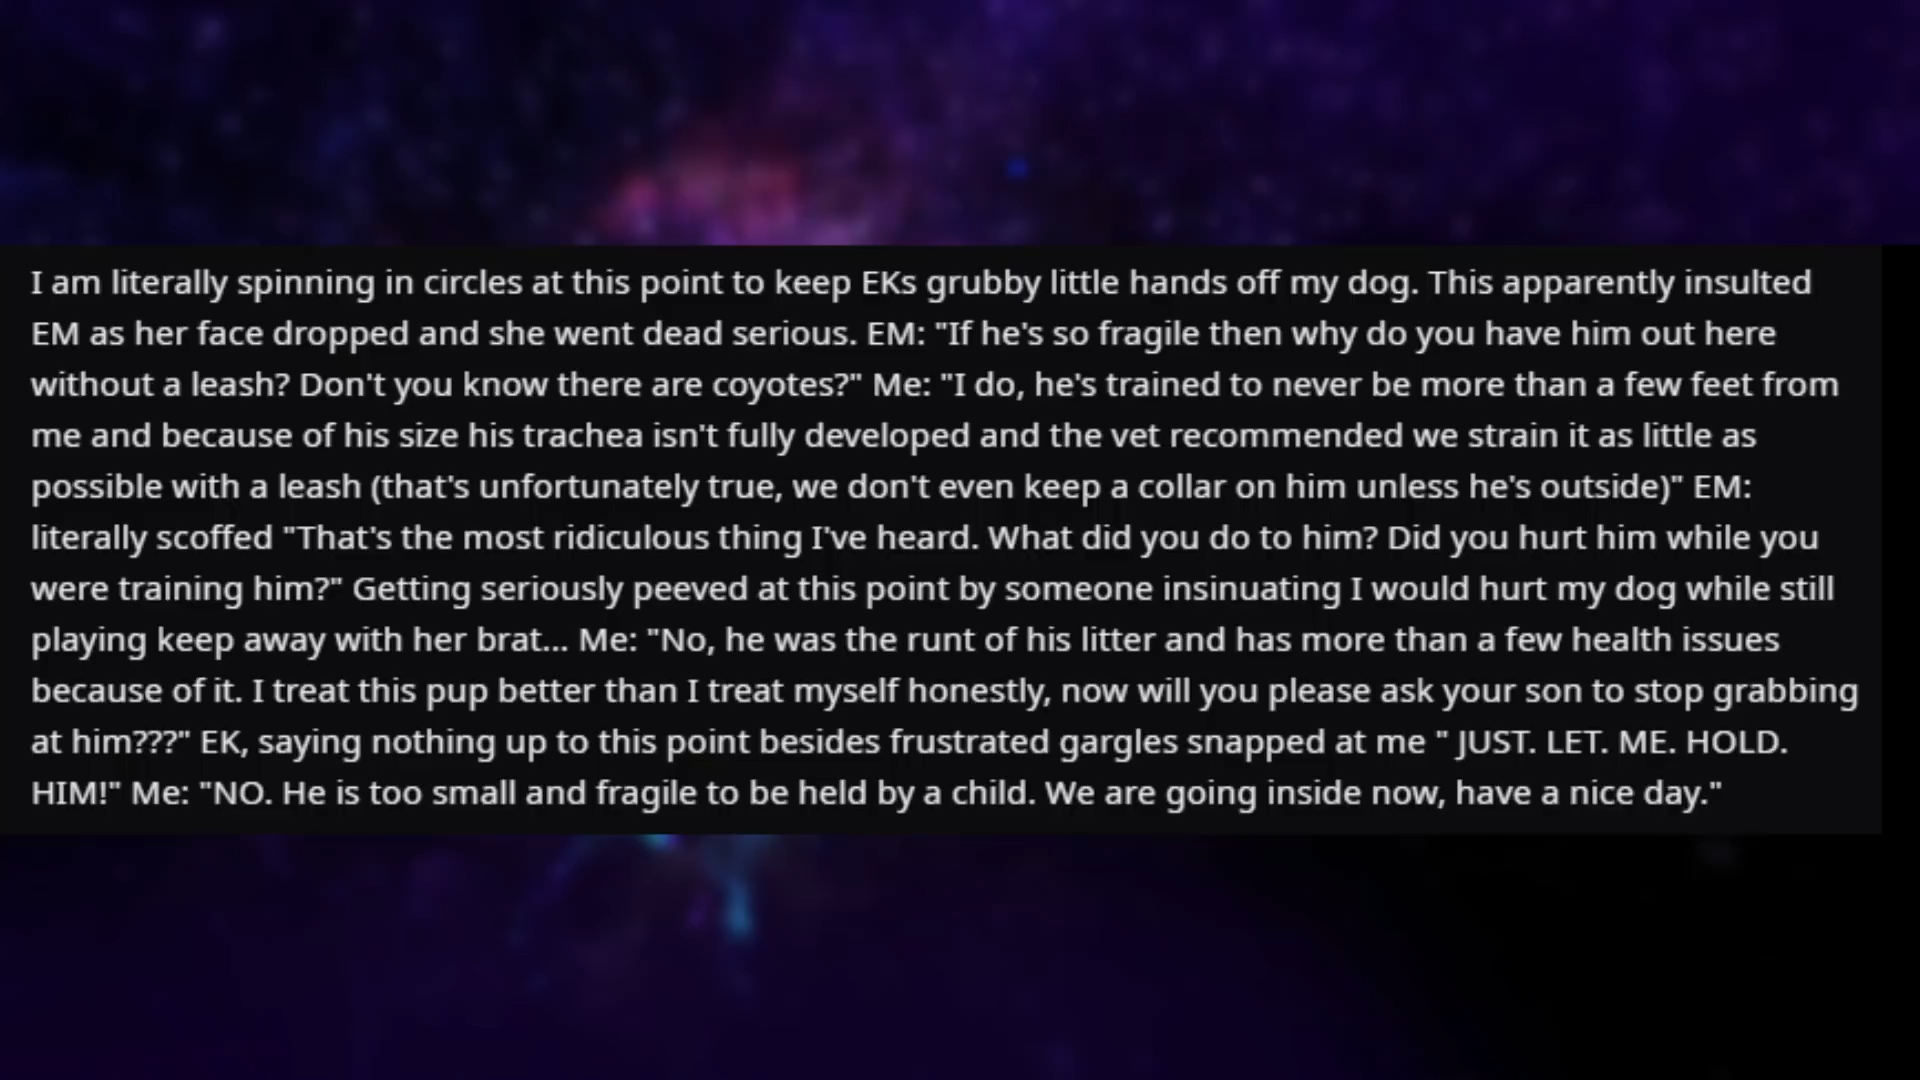 I am literally spinning in circles at this point to keep EKs grubby little hands off my dog. This apparently insulted
EM as her face dropped and she went dead serious. EM: "If he's so fragile then why do you have him out here
without a leash? Don't you know there are coyotes?" Me: "I do, he's trained to never be more than a few feet from
me and because of his size his trachea isn't fully developed and the vet recommended we strain it as little as
possible with a leash (that's unfortunately true, we don't even keep a collar on him unless he's outside)" EM:
literally scoffed "That's the most ridiculous thing I've heard. What did you do to him? Did you hurt him while you
were training him?" Getting seriously peeved at this point by someone insinuating I would hurt my dog while still
playing keep away with her brat... Me: "No, he was the runt of his litter and has more than a few health issues
because of it. I treat this pup better than I treat myself honestly, now will you please ask your son to stop grabbing
at him???" EK, saying nothing up to this point besides frustrated gargles snapped at me " JUST. LET. ME. HOLD.
HIM!" Me: "NO. He is too small and fragile to be held by a child. We are going inside now, have a nice day."